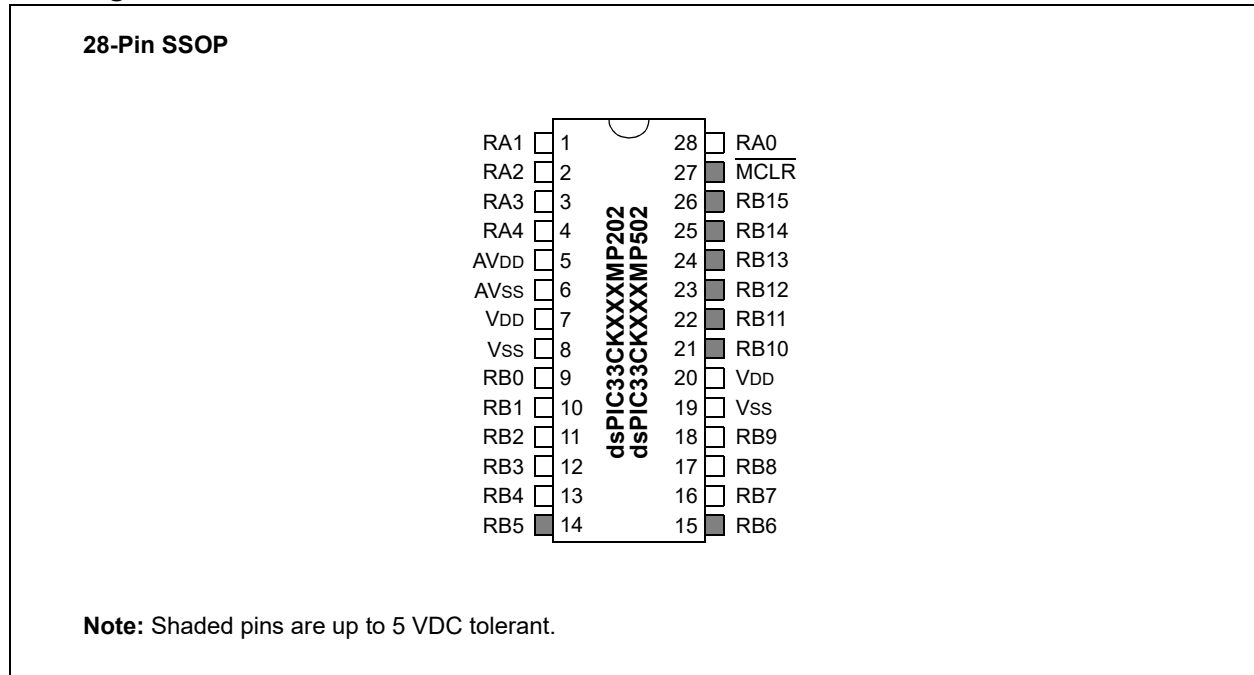 28-Pin SSOP
RA1 1 28 RA0
RA2 2 27 MCLR
RA3 3 26 RB15
RA4 4 25 RB14
AVDD 5 24 RB13
AVSS 6 23 RB12
VDD 7 22 RB11
VSS 8 21 RB10
RB0 9 20 VDD
RB1 10 19 VSS
RB2 11 18 RB9
RB3 12 17 RB8
RB4 13 16 RB7
RB5 14 15 RB6
dsPIC33CKXXXMP202
dsPIC33CKXXXMP502
Note: Shaded pins are up to 5 VDC tolerant.